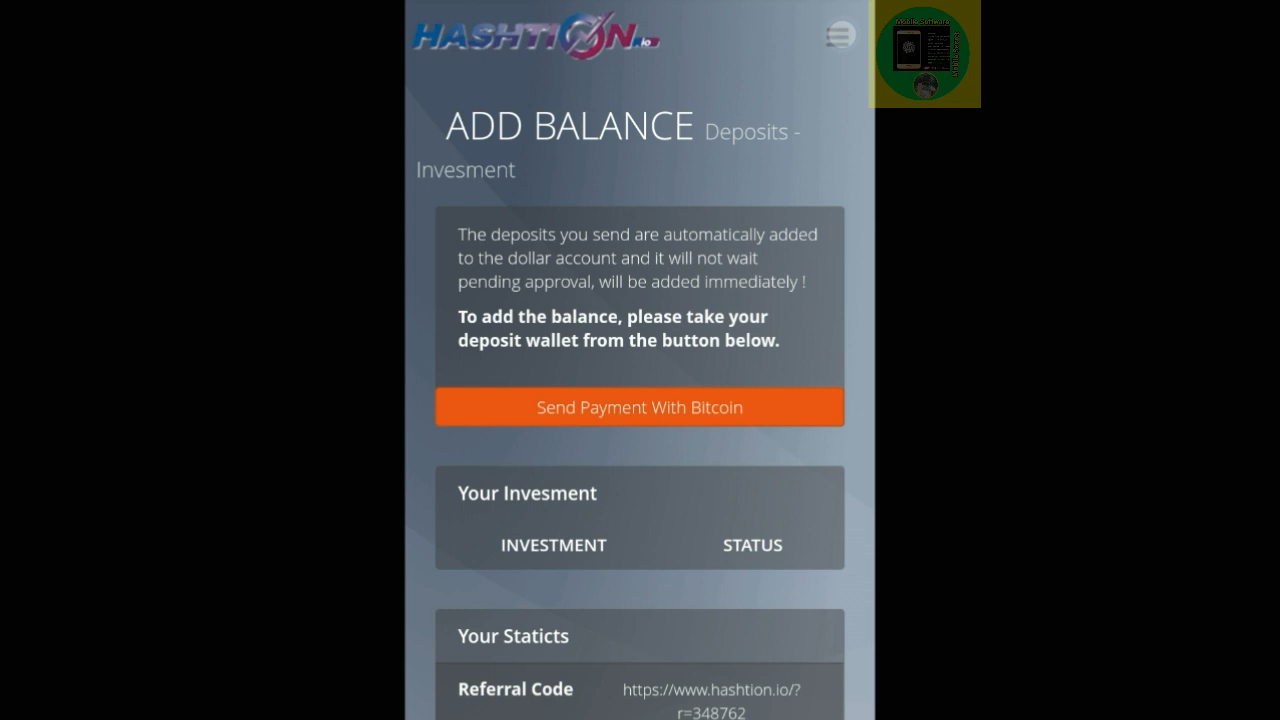 HASHTION.io
Mobile Software
ADD BALANCE Deposits -
Invesment
The deposits you send are automatically added
to the dollar account and it will not wait
pending approval, will be added immediately !
To add the balance, please take your
deposit wallet from the button below.
Send Payment With Bitcoin
Your Invesment
INVESTMENT STATUS
Your Staticts
Referral Code https://www.hashtion.io/?
r=348762